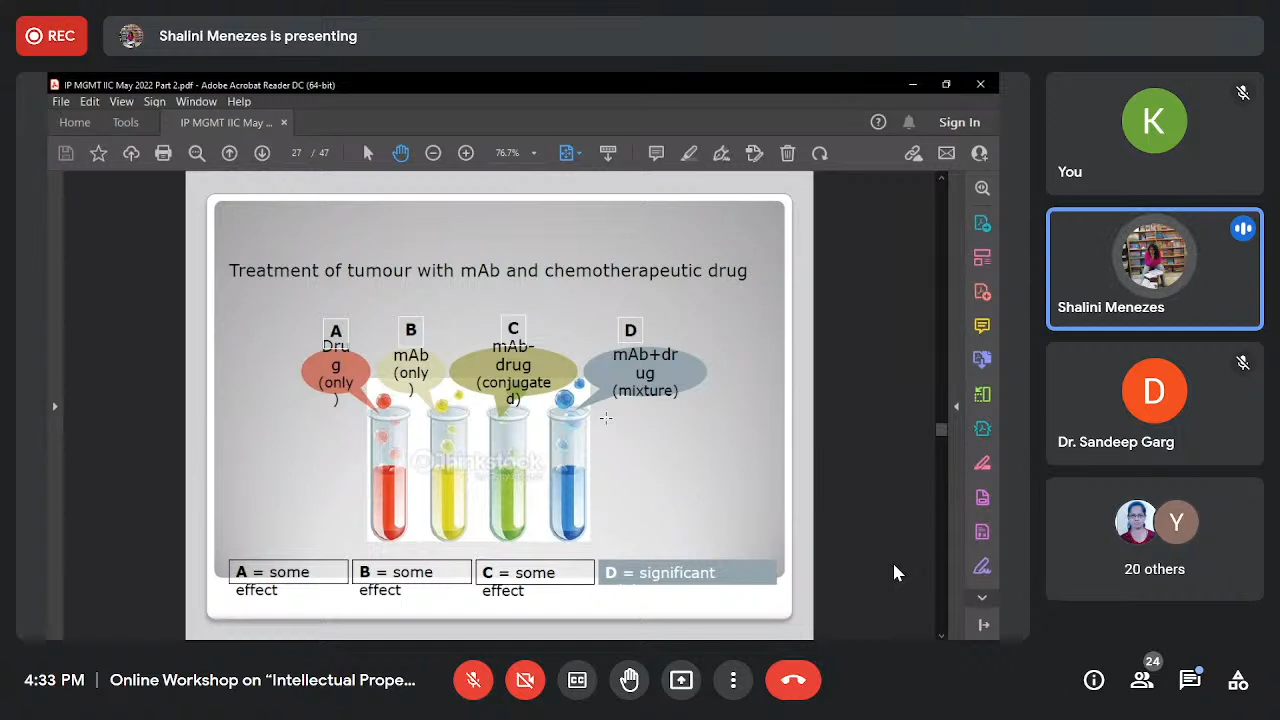 REC
Shalini Menezes is presenting
IP MGMT IIC May 2022 Part 2.pdf - Adobe Acrobat Reader DC (64-bit)
File Edit View Sign Window Help
Home Tools IP MGMT IIC May ... × Sign In
27 / 47 76.7%
Treatment of tumour with mAb and chemotherapeutic drug
A B C D
Dru
g
(only
)
mAb
(only
)
mAb-
drug
(conjugate
d)
mAb+dr
ug
(mixture)
@Thinkstock
A = some
effect
B = some
effect
C = some
effect
D = significant
K
You
Shalini Menezes
D
Dr. Sandeep Garg
Y
20 others
4:33 PM | Online Workshop on “Intellectual Prope...
CC
24